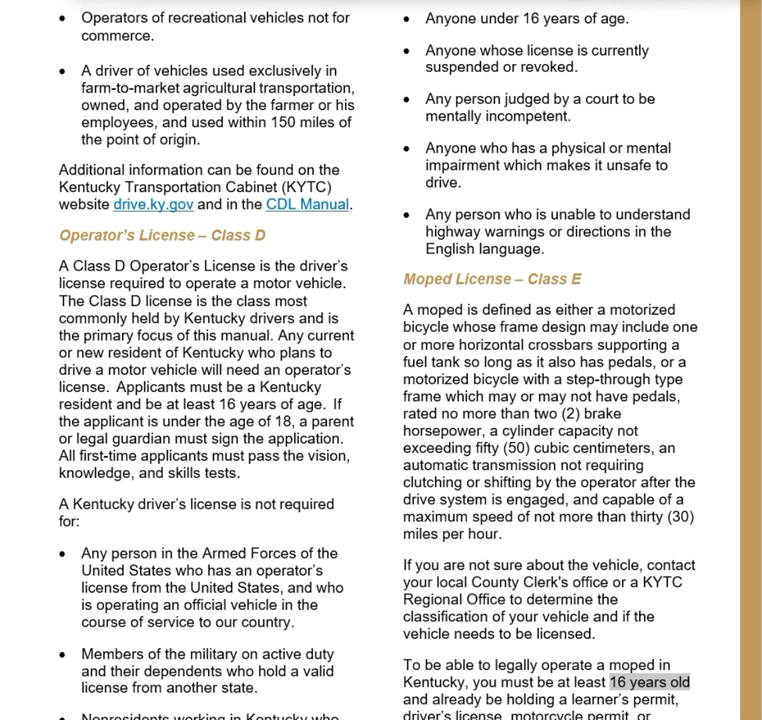 Operators of recreational vehicles not for
commerce.
A driver of vehicles used exclusively in
farm-to-market agricultural transportation,
owned, and operated by the farmer or his
employees, and used within 150 miles of
the point of origin.
Additional information can be found on the
Kentucky Transportation Cabinet (KYTC)
website drive.ky.gov and in the CDL Manual.
Operator's License – Class D
A Class D Operator's License is the driver's
license required to operate a motor vehicle.
The Class D license is the class most
commonly held by Kentucky drivers and is
the primary focus of this manual. Any current
or new resident of Kentucky who plans to
drive a motor vehicle will need an operator's
license. Applicants must be a Kentucky
resident and be at least 16 years of age. If
the applicant is under the age of 18, a parent
or legal guardian must sign the application.
All first-time applicants must pass the vision,
knowledge, and skills tests.
A Kentucky driver's license is not required
for:
Any person in the Armed Forces of the
United States who has an operator's
license from the United States, and who
is operating an official vehicle in the
course of service to our country.
Members of the military on active duty
and their dependents who hold a valid
license from another state.
Nonresidents working in Kentucky who
Anyone under 16 years of age.
Anyone whose license is currently
suspended or revoked.
Any person judged by a court to be
mentally incompetent.
Anyone who has a physical or mental
impairment which makes it unsafe to
drive.
Any person who is unable to understand
highway warnings or directions in the
English language.
Moped License – Class E
A moped is defined as either a motorized
bicycle whose frame design may include one
or more horizontal crossbars supporting a
fuel tank so long as it also has pedals, or a
motorized bicycle with a step-through type
frame which may or may not have pedals,
rated no more than two (2) brake
horsepower, a cylinder capacity not
exceeding fifty (50) cubic centimeters, an
automatic transmission not requiring
clutching or shifting by the operator after the
drive system is engaged, and capable of a
maximum speed of not more than thirty (30)
miles per hour.
If you are not sure about the vehicle, contact
your local County Clerk's office or a KYTC
Regional Office to determine the
classification of your vehicle and if the
vehicle needs to be licensed.
To be able to legally operate a moped in
Kentucky, you must be at least 16 years old
and already be holding a learner's permit,
driver's license, motorcycle permit, or